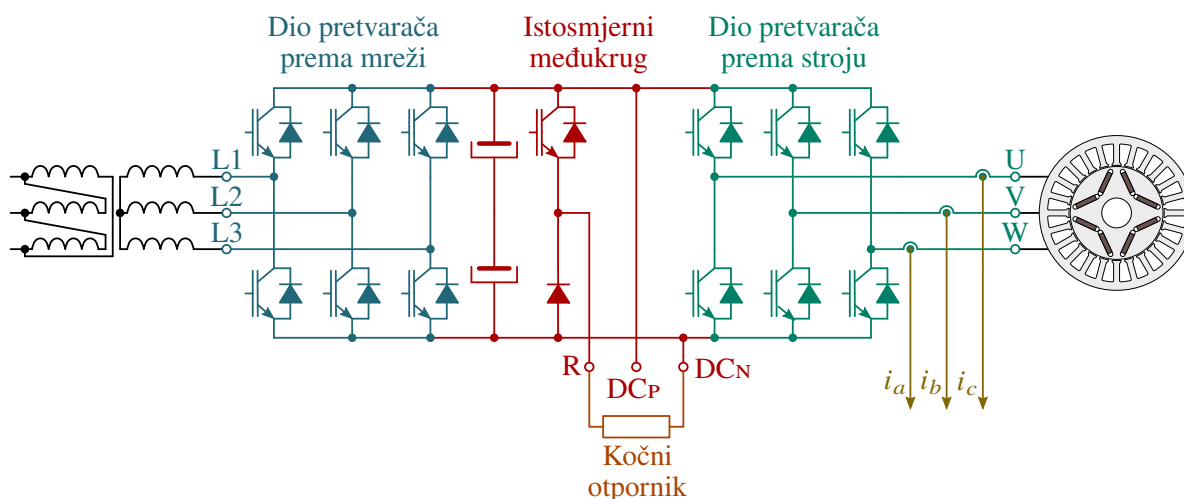 Dio pretvarača
prema mreži
Istosmjerni
međukrug
Dio pretvarača
prema stroju
L1
L2
L3
U
V
W
R
DCP
DCN
ia
ib
ic
Kočni
otpornik